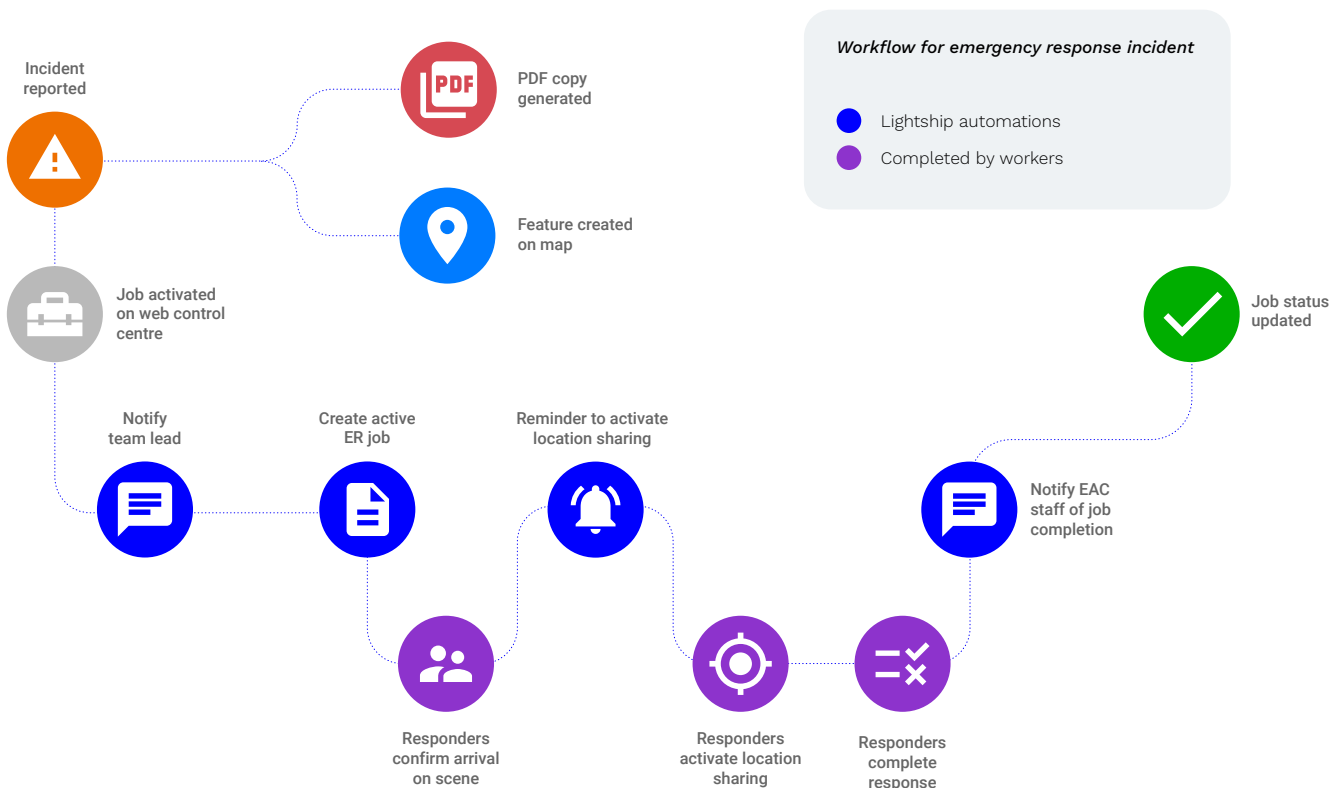 Workflow for emergency response incident
Lightship automations
Completed by workers
Incident
reported
PDF
PDF copy
generated
Feature created
on map
Job activated
on web control
centre
Job status
updated
Notify
team lead
Create active
ER job
Reminder to activate
location sharing
Notify EAC
staff of job
completion
Responders
confirm arrival
on scene
Responders
activate location
sharing
Responders
complete
response